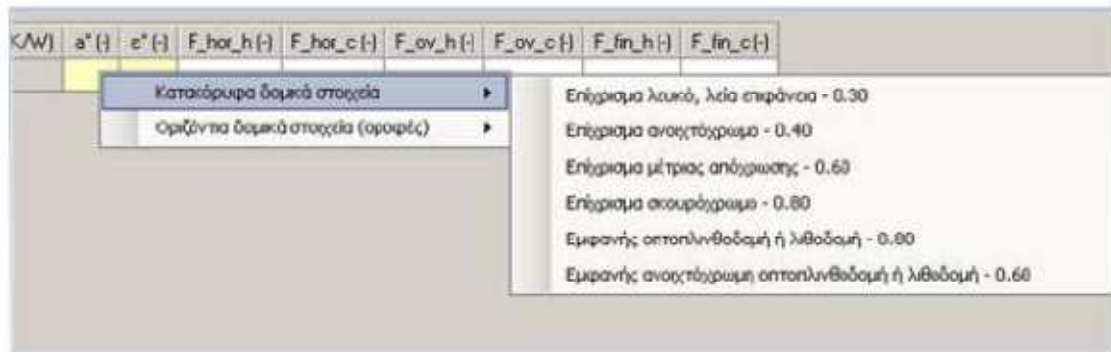 K/W) a* [-] ε* [-] F_hor_h [-] F_hor_c [-] F_ov_h [-] F_ov_c [-] F_fin_h [-] F_fin_c [-]
Κατακόρυφα δομικά στοιχεία
Οριζόντια δομικά στοιχεία (οροφές)
Επίχρισμα λευκό, λεία επιφάνεια - 0.30
Επίχρισμα ανοιχτόχρωμο - 0.40
Επίχρισμα μέτριας απόχρωσης - 0.60
Επίχρισμα σκουρόχρωμο - 0.80
Εμφανής οπτοπλινθοδομή ή λιθοδομή - 0.80
Εμφανής ανοιχτόχρωμη οπτοπλινθοδομή ή λιθοδομή - 0.60